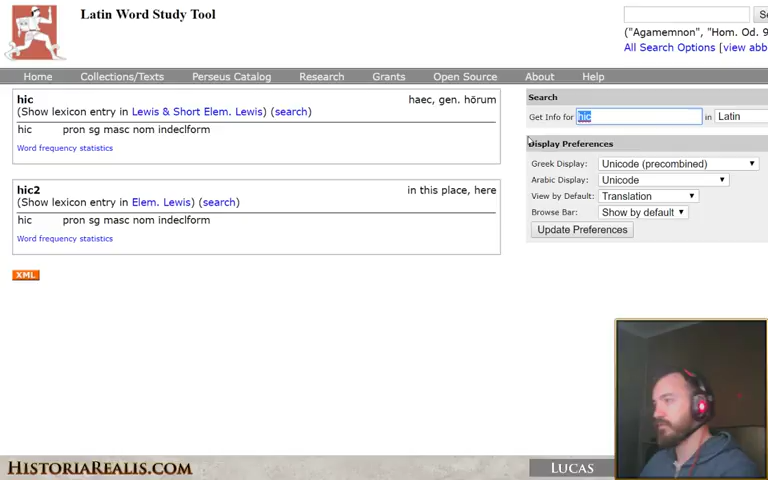 Latin Word Study Tool
("Agamemnon", "Hom. Od. 9
All Search Options [view abb
Home Collections/Texts Perseus Catalog Research Grants Open Source About Help
hic haec, gen. hōrum
(Show lexicon entry in Lewis & Short Elem. Lewis) (search)
hic pron sg masc nom indeclform
Word frequency statistics
hic2 in this place, here
(Show lexicon entry in Elem. Lewis) (search)
hic pron sg masc nom indeclform
Word frequency statistics
XML
Search
Get Info for hic in Latin
Display Preferences
Greek Display: Unicode (precombined)
Arabic Display: Unicode
View by Default: Translation
Browse Bar: Show by default
Update Preferences
HISTORIAREALIS.COM
LUCAS